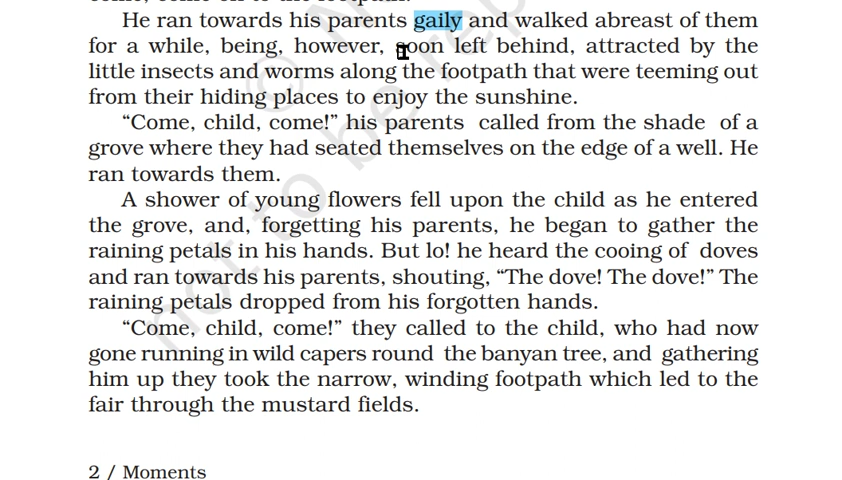 He ran towards his parents gaily and walked abreast of them
for a while, being, however, soon left behind, attracted by the
little insects and worms along the footpath that were teeming out
from their hiding places to enjoy the sunshine.
“Come, child, come!” his parents called from the shade of a
grove where they had seated themselves on the edge of a well. He
ran towards them.
A shower of young flowers fell upon the child as he entered
the grove, and, forgetting his parents, he began to gather the
raining petals in his hands. But lo! he heard the cooing of doves
and ran towards his parents, shouting, “The dove! The dove!” The
raining petals dropped from his forgotten hands.
“Come, child, come!” they called to the child, who had now
gone running in wild capers round the banyan tree, and gathering
him up they took the narrow, winding footpath which led to the
fair through the mustard fields.
2 / Moments